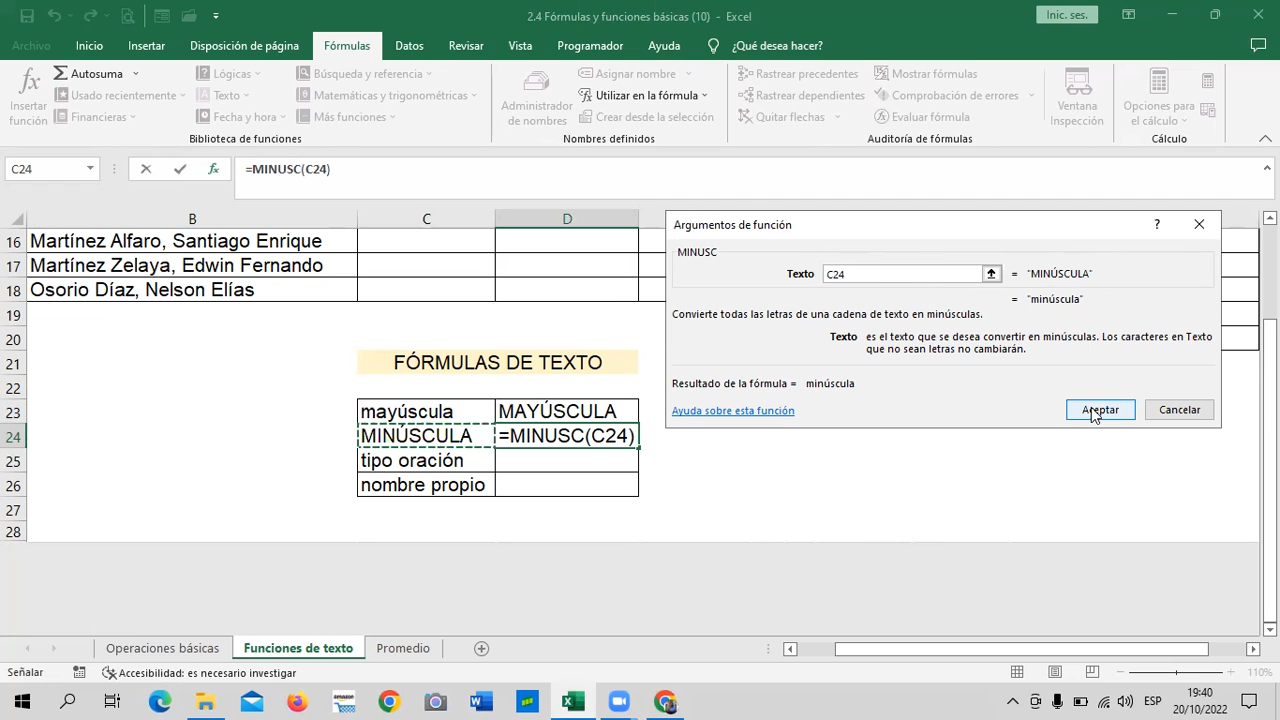 2.4 Fórmulas y funciones básicas (10) - Excel
Inic. ses.
Archivo Inicio Insertar Disposición de página Fórmulas Datos Revisar Vista Programador Ayuda ¿Qué desea hacer?
Insertar función
Autosuma
Usado recientemente
Financieras
Lógicas
Texto
Fecha y hora
Búsqueda y referencia
Matemáticas y trigonométricas
Más funciones
Biblioteca de funciones
Administrador de nombres
Asignar nombre
Utilizar en la fórmula
Crear desde la selección
Nombres definidos
Rastrear precedentes
Rastrear dependientes
Quitar flechas
Mostrar fórmulas
Comprobación de errores
Evaluar fórmula
Auditoría de fórmulas
Ventana Inspección
Opciones para el cálculo
Cálculo
C24 fx =MINUSC(C24)
B C D
16 Martínez Alfaro, Santiago Enrique
17 Martínez Zelaya, Edwin Fernando
18 Osorio Díaz, Nelson Elías
19
20
21 FÓRMULAS DE TEXTO
22
23 mayúscula MAYÚSCULA
24 MINÚSCULA =MINUSC(C24)
25 tipo oración
26 nombre propio
27
28
Argumentos de función ?
MINUSC
Texto C24 = "MINÚSCULA"
= "minúscula"
Convierte todas las letras de una cadena de texto en minúsculas.
Texto es el texto que se desea convertir en minúsculas. Los caracteres en Texto
que no sean letras no cambiarán.
Resultado de la fórmula = minúscula
Ayuda sobre esta función Aceptar Cancelar
Operaciones básicas Funciones de texto Promedio
Señalar Accesibilidad: es necesario investigar 110%
ESP
19:40
20/10/2022